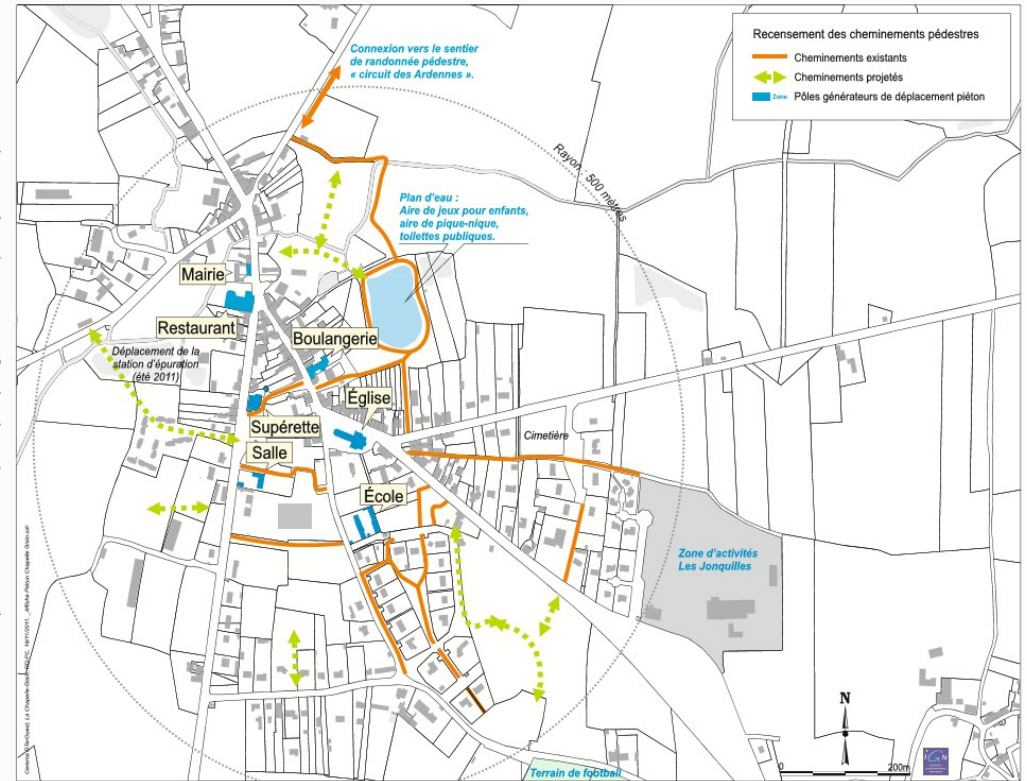 Recensement des cheminements pédestres
Cheminements existants
Cheminements projetés
Zone
Pôles générateurs de déplacement piéton
Connexion vers le sentier
de randonnée pédestre,
« circuit des Ardennes ».
Rayon : 500 mètres
Plan d'eau :
Aire de jeux pour enfants,
aire de pique-nique,
toilettes publiques.
Mairie
Restaurant
Boulangerie
Déplacement de la
station d'épuration
(été 2011)
Église
Supérette
Cimetière
Salle
École
Zone d'activités
Les Jonquilles
Terrain de football
N
0
200m
IGN